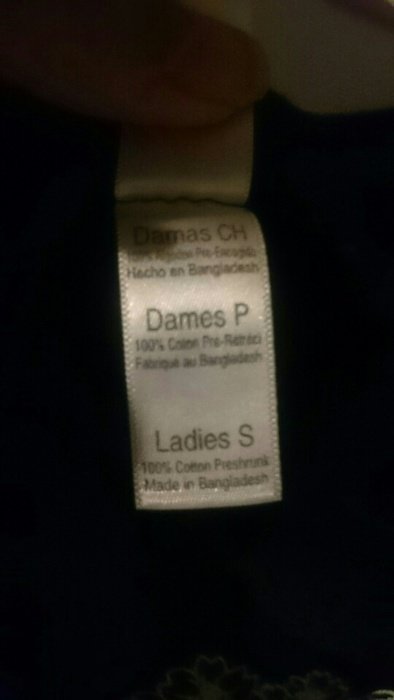 Damas CH
100% Algodon Pre-Encogido
Hecho en Bangladesh
Dames P
100% Coton Pré-Rétréci
Fabriqué au Bangladesh
Ladies S
100% Cotton Preshrunk
Made in Bangladesh